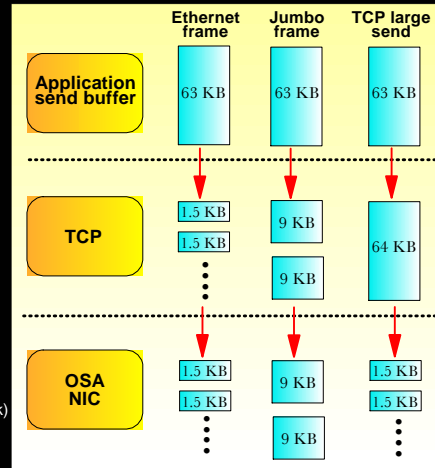 Ethernet frame
Jumbo frame
TCP large send
Application send buffer
63 KB
63 KB
63 KB
TCP
1.5 KB
1.5 KB
9 KB
9 KB
64 KB
OSA NIC
1.5 KB
1.5 KB
9 KB
9 KB
1.5 KB
1.5 KB
k)